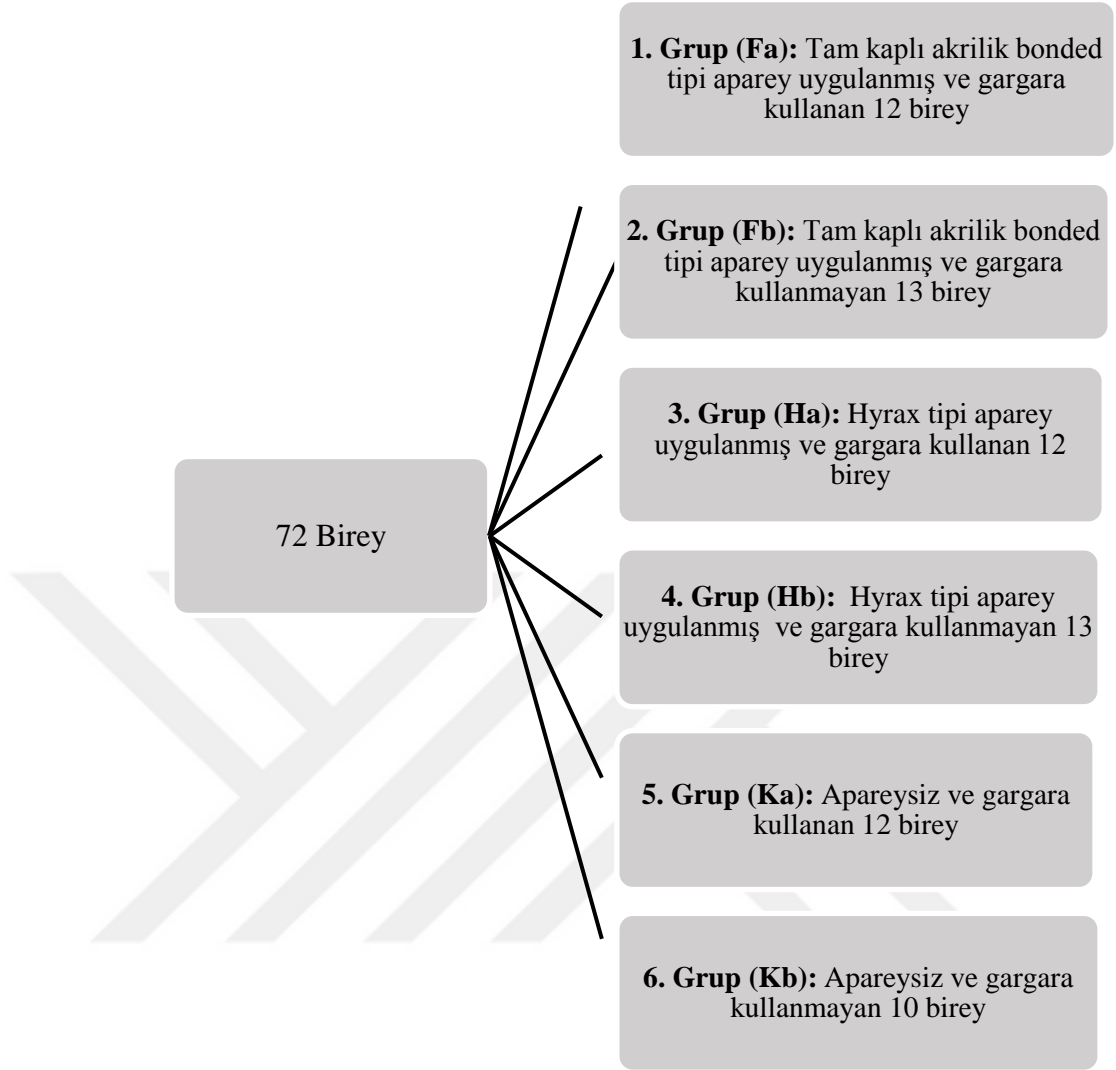 1. Grup (Fa): Tam kaplı akrilik bonded
tipi aparey uygulanmış ve gargara
kullanan 12 birey
2. Grup (Fb): Tam kaplı akrilik bonded
tipi aparey uygulanmış ve gargara
kullanmayan 13 birey
3. Grup (Ha): Hyrax tipi aparey
uygulanmış ve gargara kullanan 12
birey
72 Birey
4. Grup (Hb): Hyrax tipi aparey
uygulanmış ve gargara kullanmayan 13
birey
5. Grup (Ka): Apareysiz ve gargara
kullanan 12 birey
6. Grup (Kb): Apareysiz ve gargara
kullanmayan 10 birey